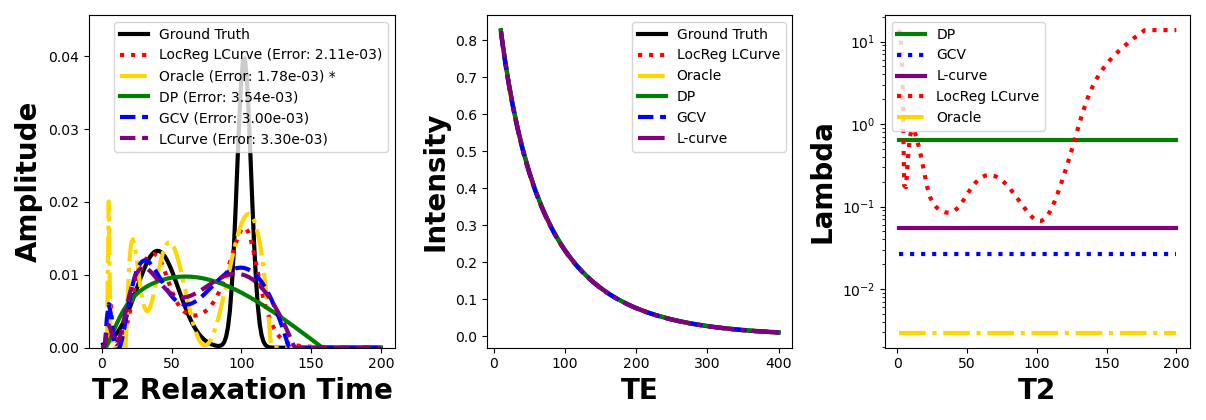 Ground Truth
LocReg LCurve (Error: 2.11e-03)
Oracle (Error: 1.78e-03) *
DP (Error: 3.54e-03)
GCV (Error: 3.00e-03)
LCurve (Error: 3.30e-03)
Amplitude
0.04
0.03
0.02
0.01
0.00
0 50 100 150 200
T2 Relaxation Time
Ground Truth
LocReg LCurve
Oracle
DP
GCV
L-curve
Intensity
0.8
0.7
0.6
0.5
0.4
0.3
0.2
0.1
0.0
0 100 200 300 400
TE
DP
GCV
L-curve
LocReg LCurve
Oracle
Lambda
10¹
10⁰
10⁻¹
10⁻²
0 50 100 150 200
T2